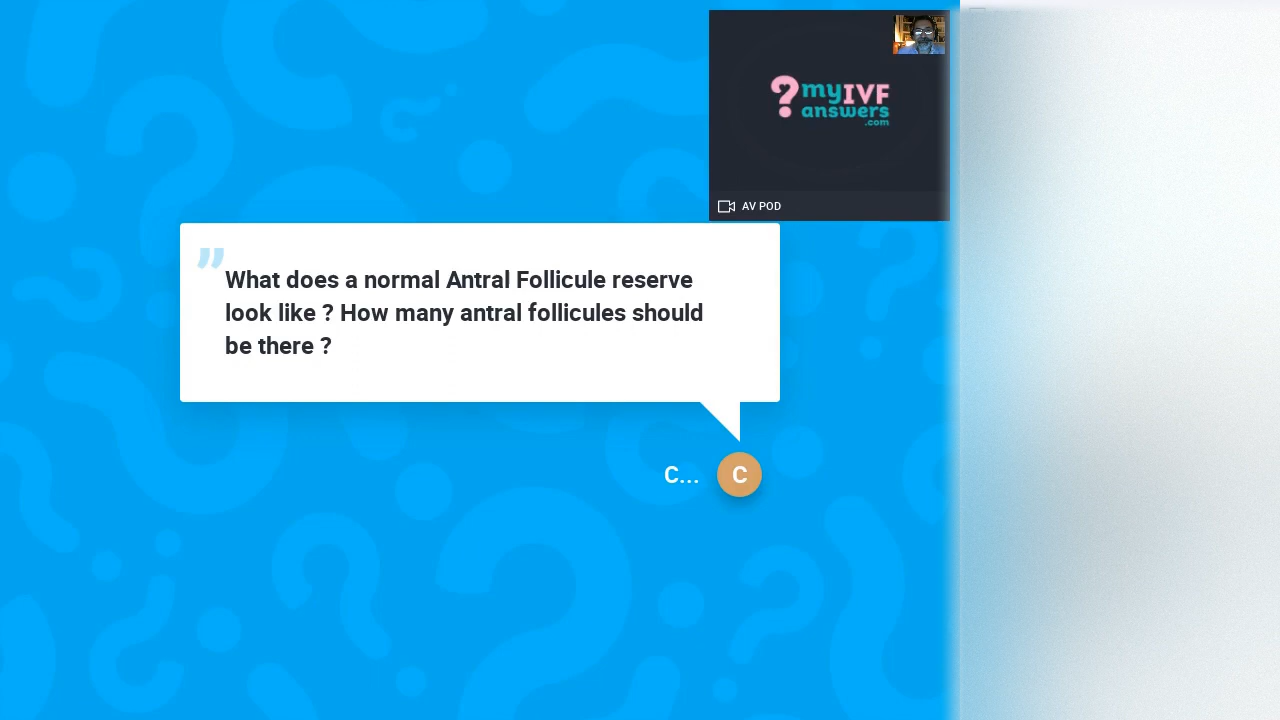 ?myIVF
answers
.com
AV POD
"
What does a normal Antral Follicule reserve
look like ? How many antral follicules should
be there ?
C... C